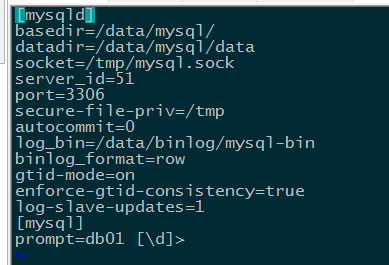 [mysqld]
basedir=/data/mysql/
datadir=/data/mysql/data
socket=/tmp/mysql.sock
server_id=51
port=3306
secure-file-priv=/tmp
autocommit=0
log_bin=/data/binlog/mysql-bin
binlog_format=row
gtid-mode=on
enforce-gtid-consistency=true
log-slave-updates=1
[mysql]
prompt=db01 [\d]>
~